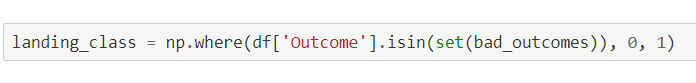 landing_class = np.where(df['Outcome'].isin(set(bad_outcomes)), 0, 1)